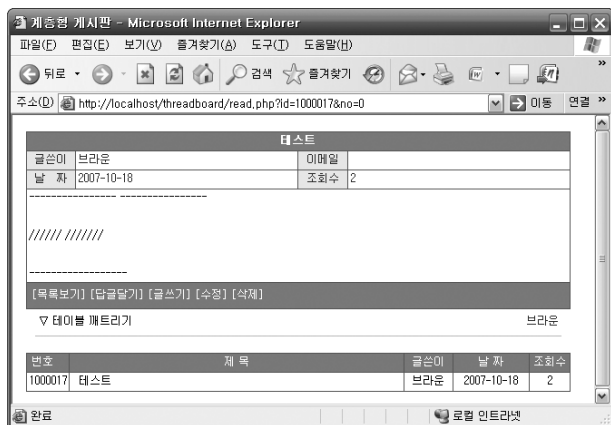 계층형 게시판 - Microsoft Internet Explorer
파일(F) 편집(E) 보기(V) 즐겨찾기(A) 도구(T) 도움말(H)
뒤로 검색 즐겨찾기 »
주소(D) http://localhost/threadboard/read.php?id=1000017&no=0 이동 연결 »
테스트
글쓴이 브라운 이메일
날 짜 2007-10-18 조회수 2
---------------- ----------------
////// ///////
------------------
[목록보기] [답글달기] [글쓰기] [수정] [삭제]
▽ 테이블 깨트리기 브라운
번호 제 목 글쓴이 날 짜 조회수
1000017 테스트 브라운 2007-10-18 2
완료 로컬 인트라넷